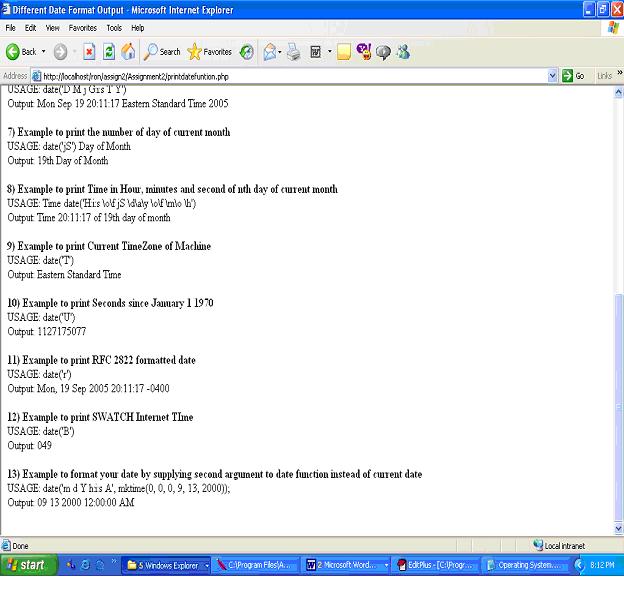 Different Date Format Output - Microsoft Internet Explorer
File Edit View Favorites Tools Help
Back Search Favorites
Address http://localhost/ron/assign2/Assignment2/printdatefuntion.php Go Links »
USAGE: date('D M j G:i:s T Y')
Output: Mon Sep 19 20:11:17 Eastern Standard Time 2005
7) Example to print the number of day of current month
USAGE: date('jS') Day of Month
Output: 19th Day of Month
8) Example to print Time in Hour, minutes and second of nth day of current month
USAGE: Time date('H:i:s \o\f jS \d\a\y \o\f \m\o \h')
Output: Time 20:11:17 of 19th day of month
9) Example to print Current TimeZone of Machine
USAGE: date('T')
Output: Eastern Standard Time
10) Example to print Seconds since January 1 1970
USAGE: date('U')
Output: 1127175077
11) Example to print RFC 2822 formatted date
USAGE: date('r')
Output: Mon, 19 Sep 2005 20:11:17 -0400
12) Example to print SWATCH Internet TIme
USAGE: date('B')
Output: 049
13) Example to format your date by supplying second argument to date function instead of current date
USAGE: date('m d Y h:i:s A', mktime(0, 0, 0, 9, 13, 2000));
Output: 09 13 2000 12:00:00 AM
Done Local intranet
start » 5 Windows Explorer C:\Program Files\A... 2 Microsoft Word... EditPlus - [C:\Progr... Operating System... 8:12 PM